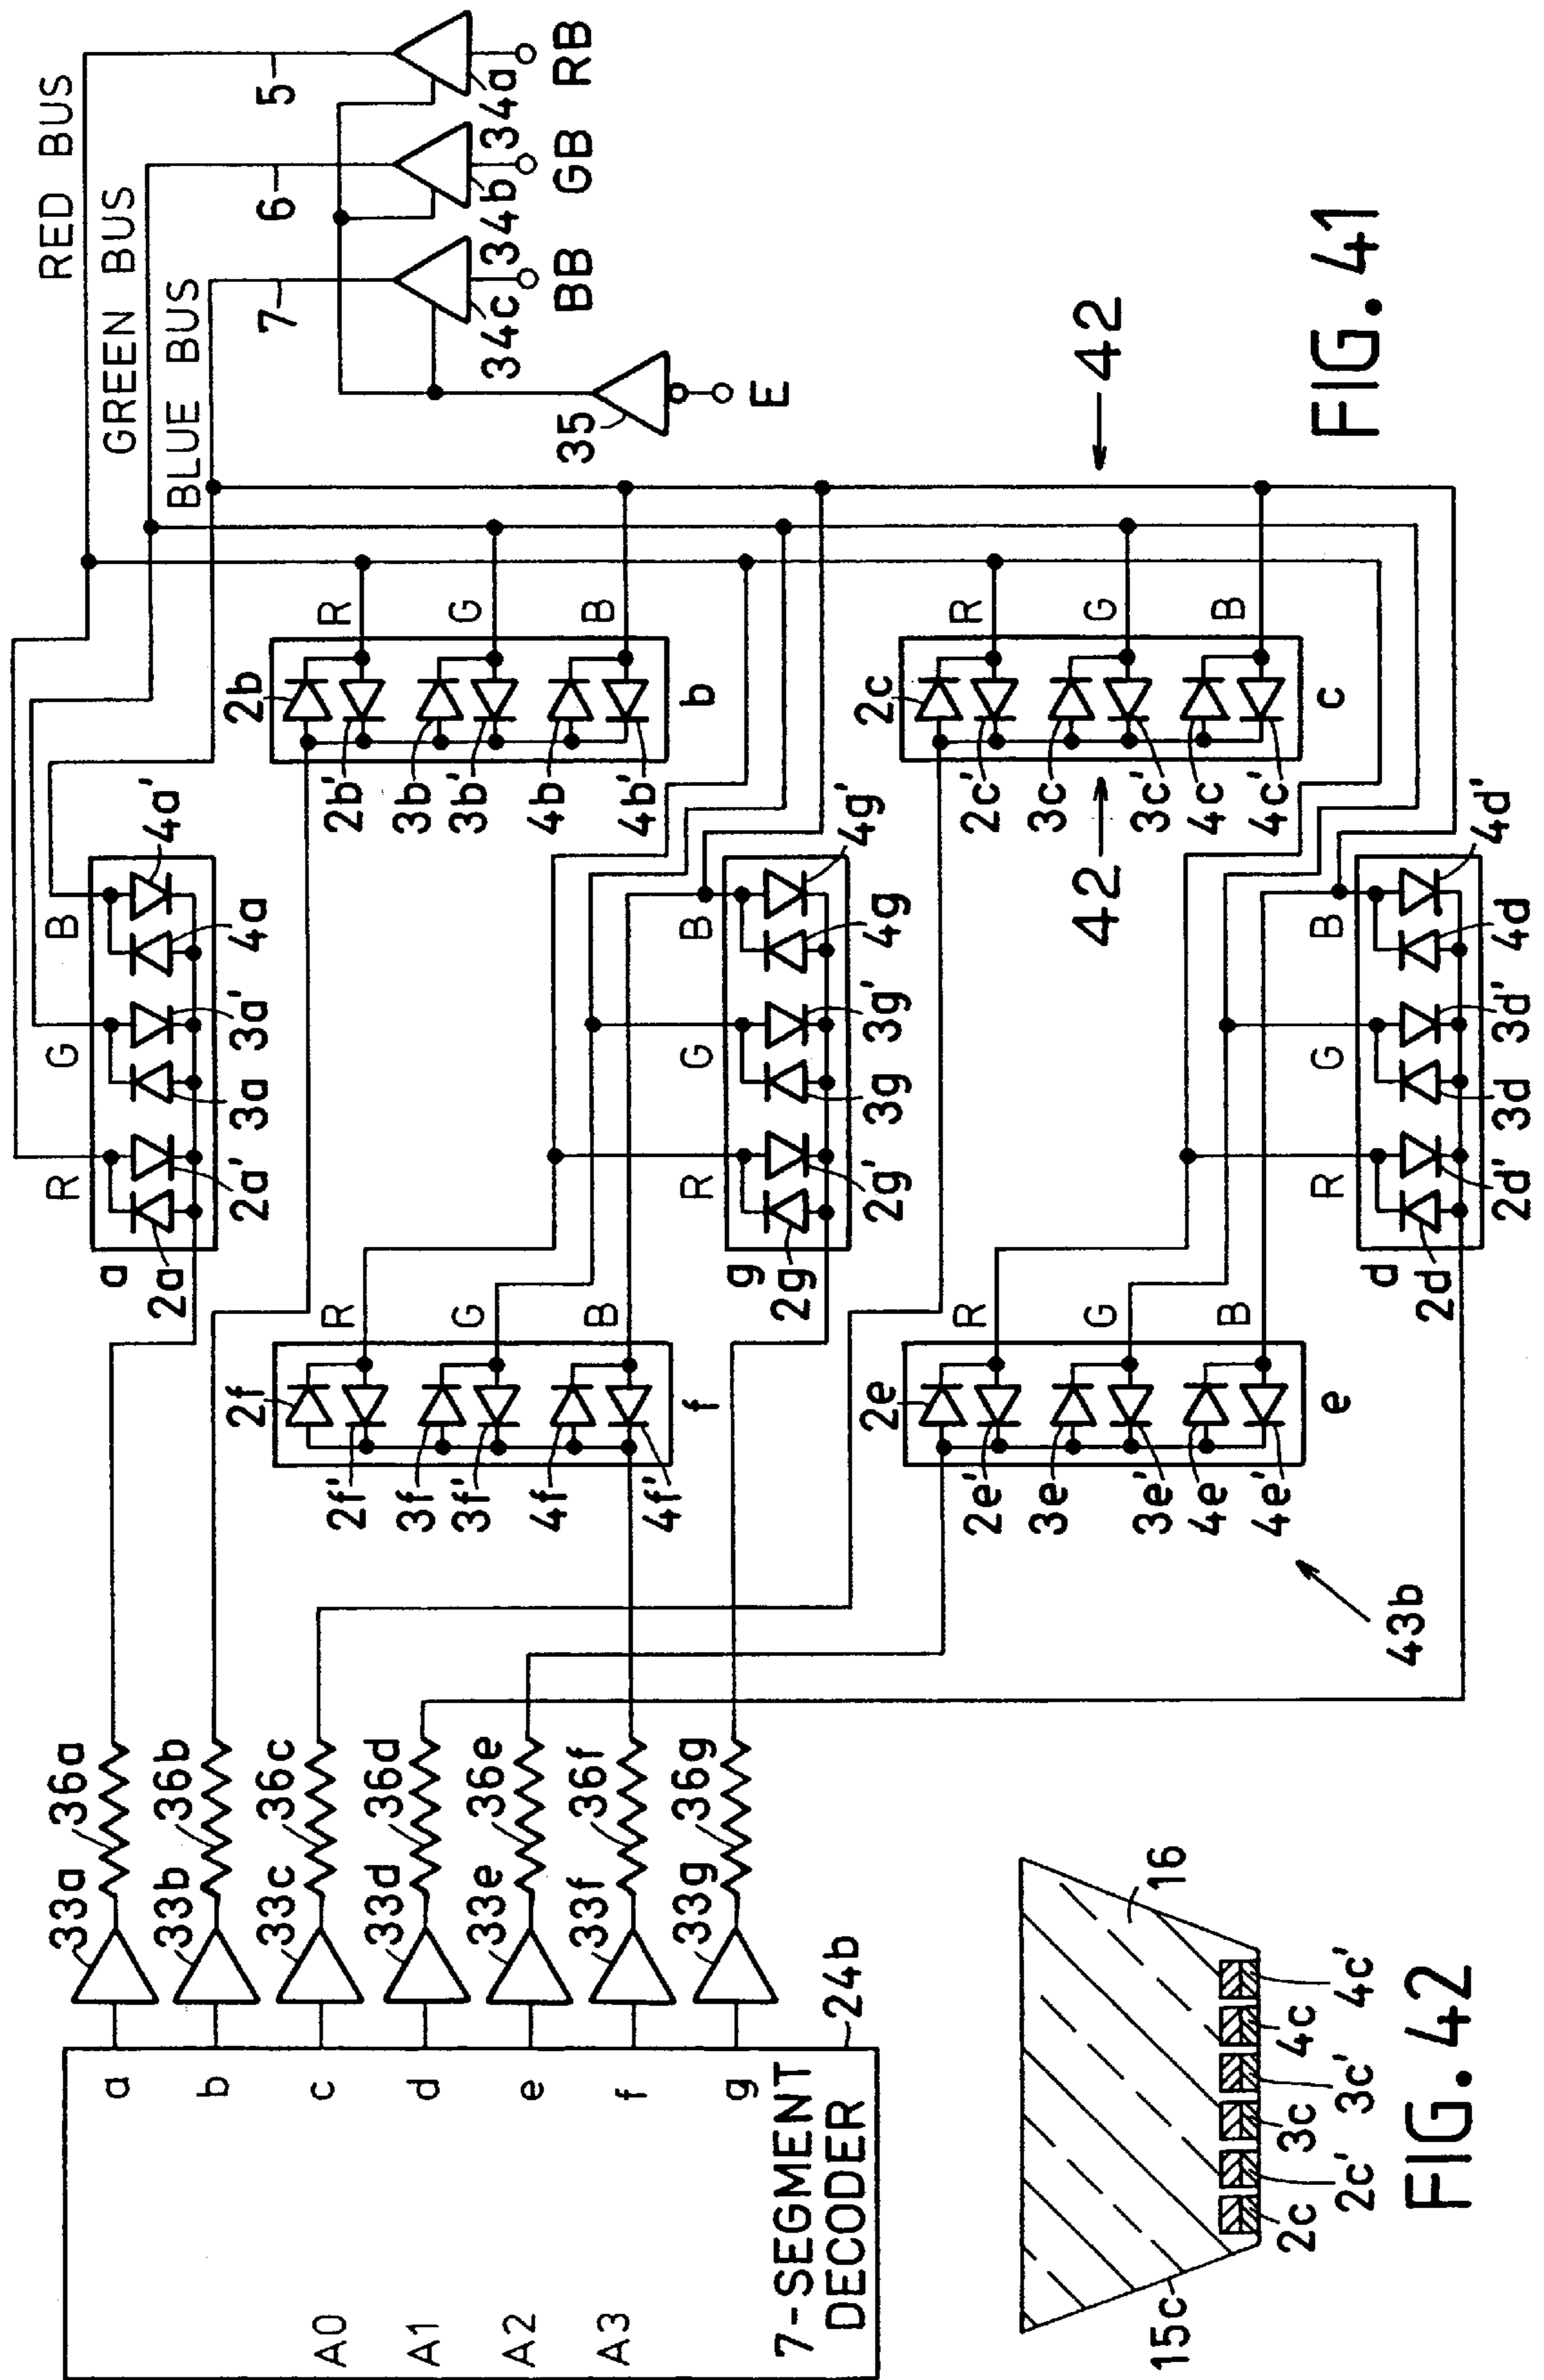 RED BUS
GREEN BUS
BLUE BUS
5
6
7
34a
34b
34c
RB
GB
BB
35
E
R
G
B
a
2a
2a'
3a
3a'
4a
4a'
2b
2b'
3b
3b'
4b
4b'
R
G
B
b
2f
2f'
3f
3f'
4f
4f'
R
G
B
f
R
G
B
g
2g
2g'
3g
3g'
4g
4g'
2c
2c'
3c
3c'
4c
4c'
R
G
B
c
2e
2e'
3e
3e'
4e
4e'
R
G
B
e
R
G
B
d
2d
2d'
3d
3d'
4d
4d'
42
42
43b
33a
36a
33b
36b
33c
36c
33d
36d
33e
36e
33f
36f
33g
36g
a
b
c
d
e
f
g
A0
A1
A2
A3
7-SEGMENT
DECODER
24b
FIG. 41
15c
16
2c
2c'
3c
3c'
4c
4c'
FIG. 42